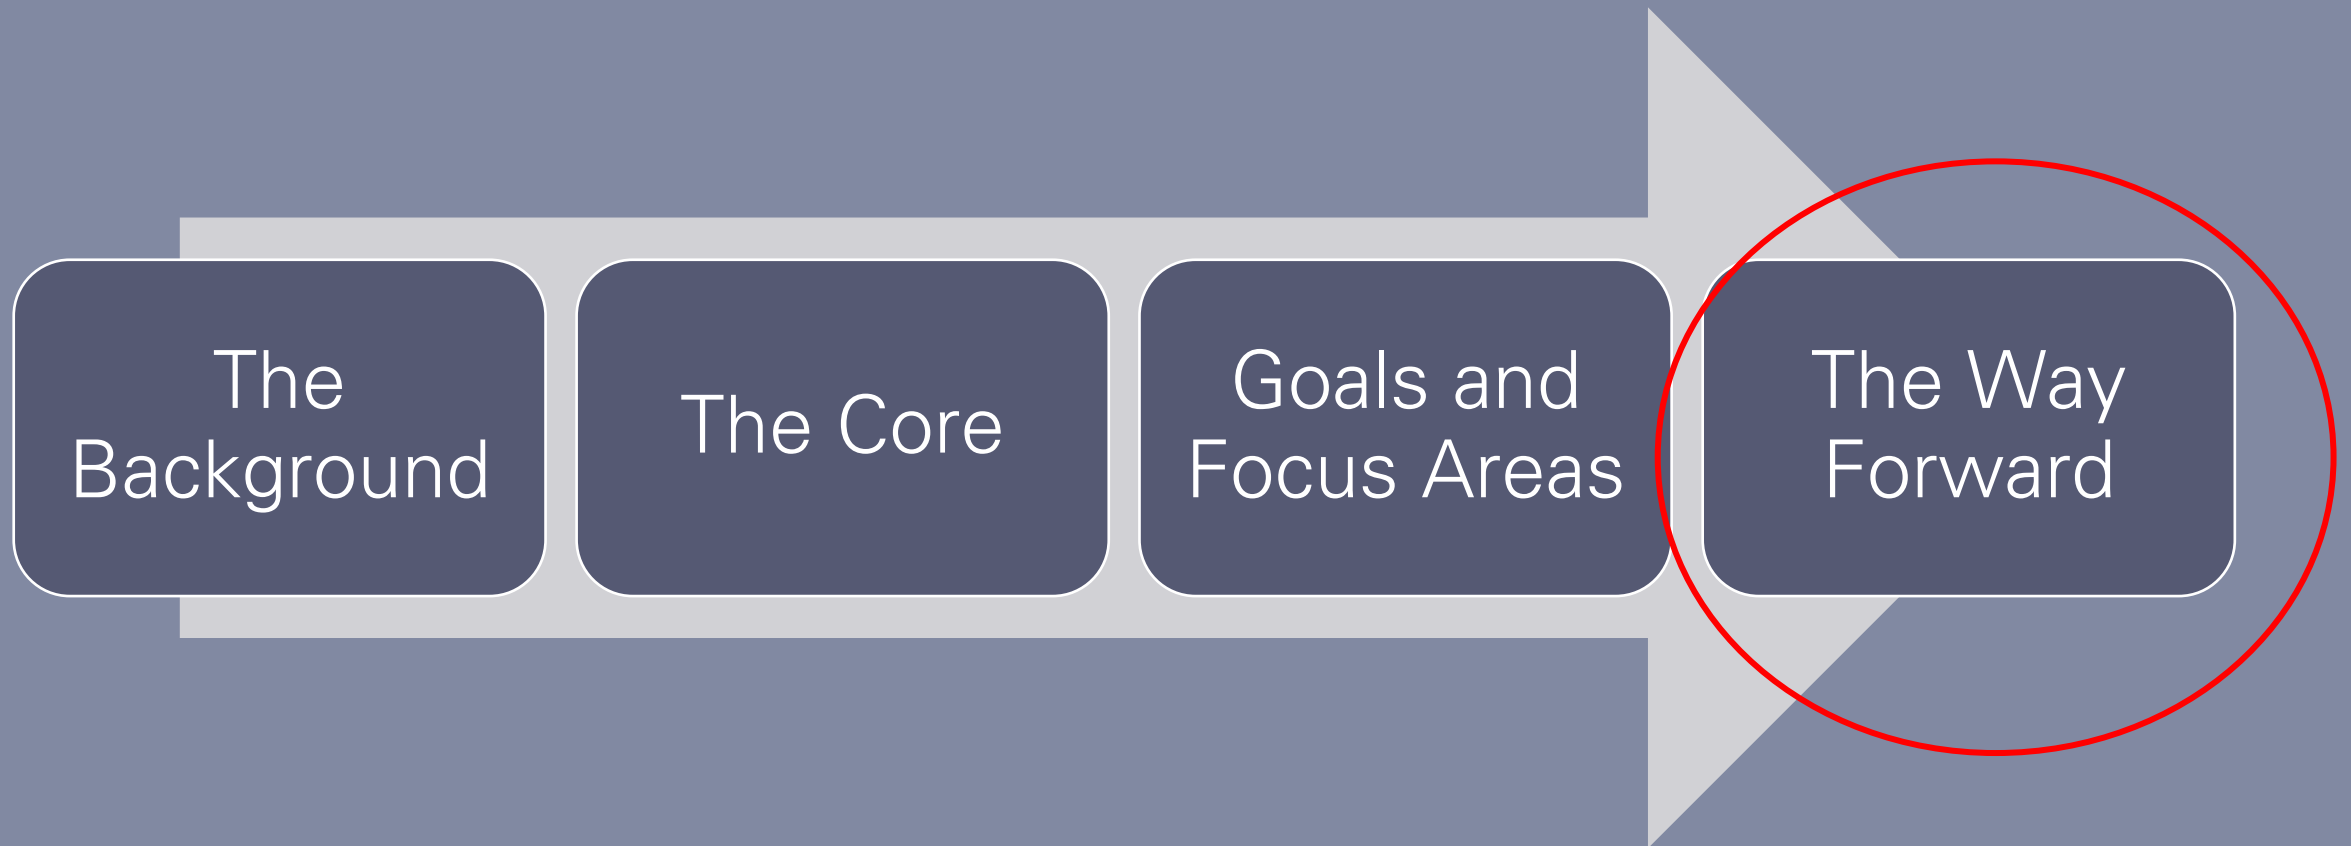 The
Background
The Core
Goals and
Focus Areas
The Way
Forward